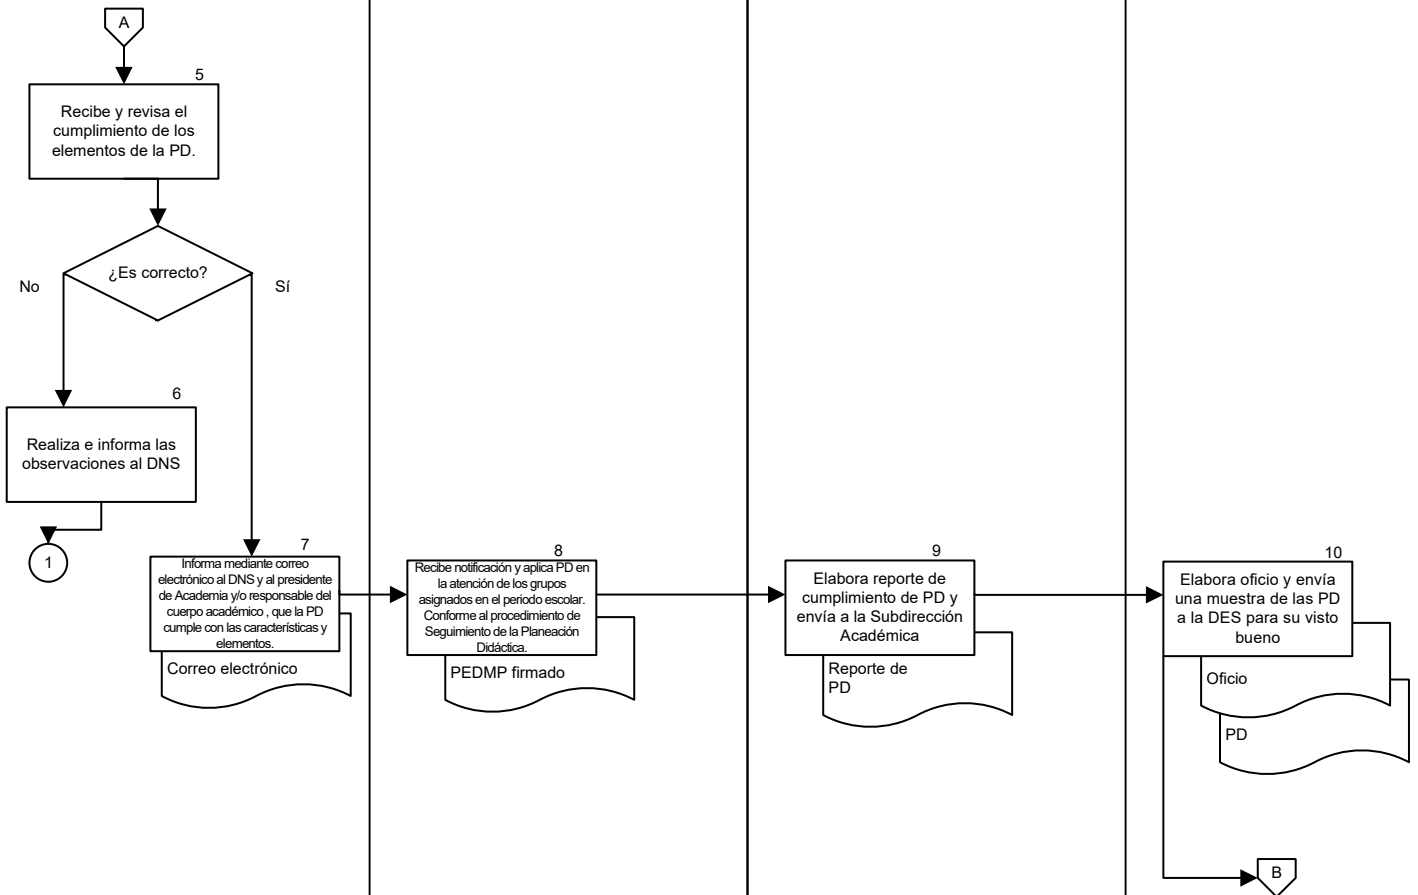 A
5
Recibe y revisa el
cumplimiento de los
elementos de la PD.
¿Es correcto?
No
Sí
6
Realiza e informa las
observaciones al DNS
1
7
Informa mediante correo
electrónico al DNS y al presidente
de Academia y/o responsable del
cuerpo académico , que la PD
cumple con las características y
elementos.
Correo electrónico
8
Recibe notificación y aplica PD en
la atención de los grupos
asignados en el periodo escolar.
Conforme al procedimiento de
Seguimiento de la Planeación
Didáctica.
PEDMP firmado
9
Elabora reporte de
cumplimiento de PD y
envía a la Subdirección
Académica
Reporte de
PD
10
Elabora oficio y envía
una muestra de las PD
a la DES para su visto
bueno
Oficio
PD
B